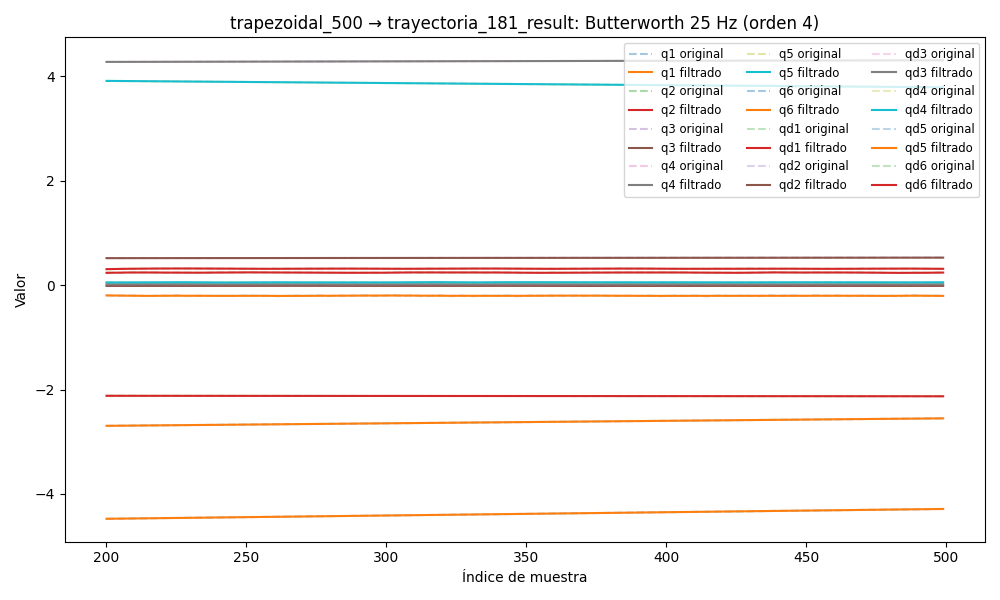 trapezoidal_500 → trayectoria_181_result: Butterworth 25 Hz (orden 4)
q1 original
q1 filtrado
q2 original
q2 filtrado
q3 original
q3 filtrado
q4 original
q4 filtrado
q5 original
q5 filtrado
q6 original
q6 filtrado
qd1 original
qd1 filtrado
qd2 original
qd2 filtrado
qd3 original
qd3 filtrado
qd4 original
qd4 filtrado
qd5 original
qd5 filtrado
qd6 original
qd6 filtrado
Valor
4
2
0
−2
−4
200
250
300
350
400
450
500
Índice de muestra